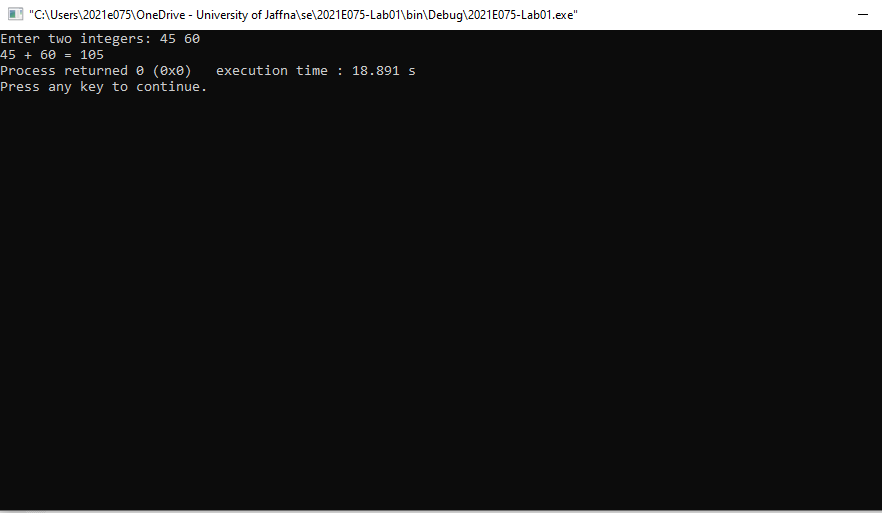 "C:\Users\2021e075\OneDrive - University of Jaffna\se\2021E075-Lab01\bin\Debug\2021E075-Lab01.exe"
Enter two integers: 45 60
45 + 60 = 105
Process returned 0 (0x0)   execution time : 18.891 s
Press any key to continue.